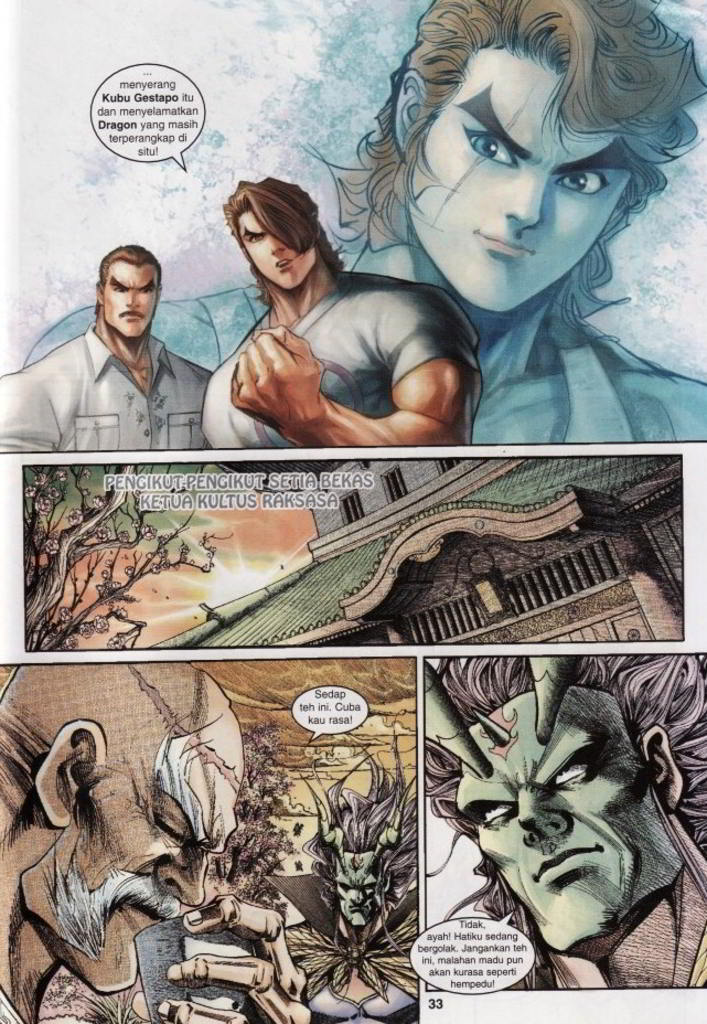 ...
menyerang
Kubu Gestapo itu
dan menyelamatkan
Dragon yang masih
terperangkap di
situ!
PENGIKUT-PENGIKUT SETIA BEKAS
KETUA KULTUS RAKSASA
Sedap
teh ini. Cuba
kau rasa!
Tidak,
ayah! Hatiku sedang
bergolak. Jangankan teh
ini, malahan madu pun
akan kurasa seperti
hempedu!
33